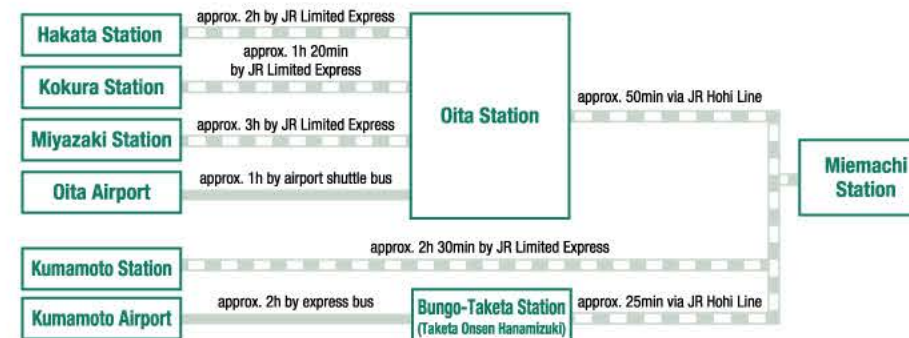 approx. 2h by JR Limited Express
Hakata Station
approx. 1h 20min
by JR Limited Express
Kokura Station
Oita Station
approx. 50min via JR Hohi Line
approx. 3h by JR Limited Express
Miyazaki Station
Miemachi
Station
approx. 1h by airport shuttle bus
Oita Airport
approx. 2h 30min by JR Limited Express
Kumamoto Station
approx. 2h by express bus
Kumamoto Airport
Bungo-Taketa Station
(Taketa Onsen Hanamizuki)
approx. 25min via JR Hohi Line